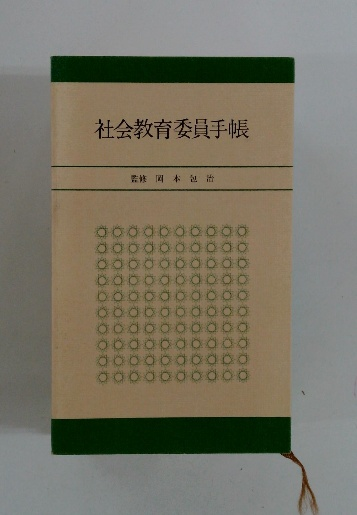 社会教育委員手帳
監修 岡本包治